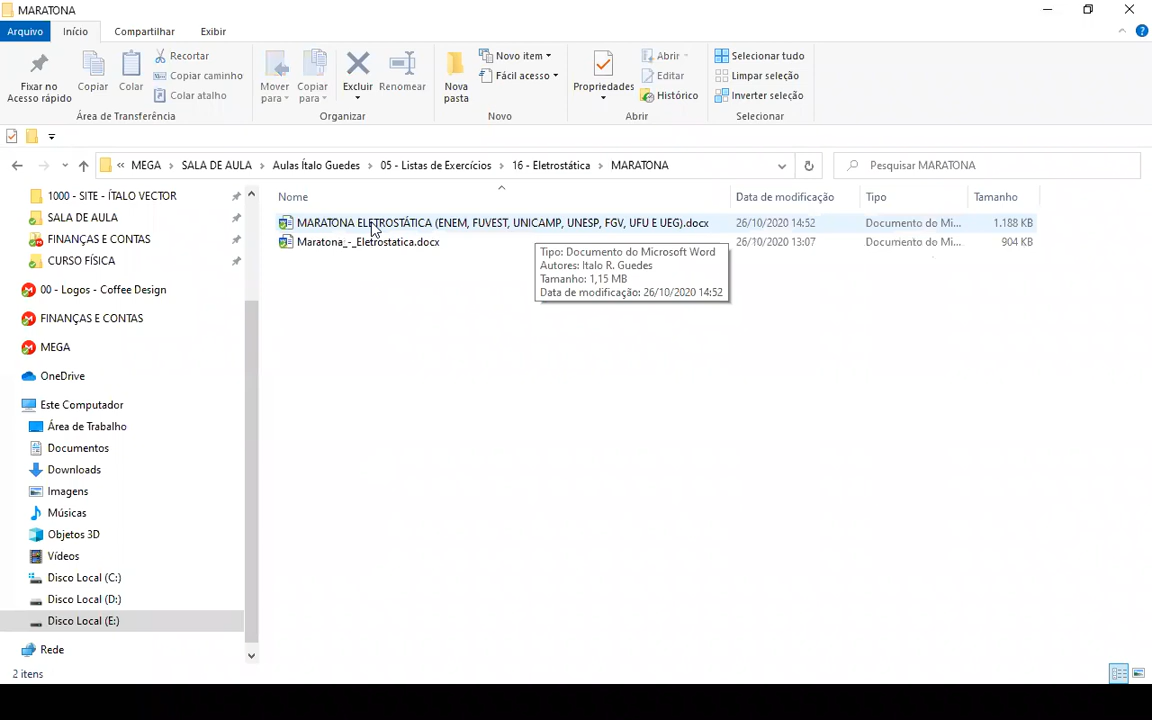 MARATONA
Arquivo Início Compartilhar Exibir
Fixar no Acesso rápido
Copiar
Colar
Recortar
Copiar caminho
Colar atalho
Área de Transferência
Mover para
Copiar para
Excluir
Renomear
Organizar
Nova pasta
Novo item
Fácil acesso
Novo
Propriedades
Abrir
Editar
Histórico
Abrir
Selecionar tudo
Limpar seleção
Inverter seleção
Selecionar
« MEGA > SALA DE AULA > Aulas Ítalo Guedes > 05 - Listas de Exercícios > 16 - Eletrostática > MARATONA
Pesquisar MARATONA
1000 - SITE - ÍTALO VECTOR
SALA DE AULA
FINANÇAS E CONTAS
CURSO FÍSICA
00 - Logos - Coffee Design
FINANÇAS E CONTAS
MEGA
OneDrive
Este Computador
Área de Trabalho
Documentos
Downloads
Imagens
Músicas
Objetos 3D
Vídeos
Disco Local (C:)
Disco Local (D:)
Disco Local (E:)
Rede
Nome Data de modificação Tipo Tamanho
MARATONA ELETROSTÁTICA (ENEM, FUVEST, UNICAMP, UNESP, FGV, UFU E UEG).docx 26/10/2020 14:52 Documento do Mi... 1.188 KB
Maratona_-_Eletrostatica.docx 26/10/2020 13:07 Documento do Mi... 904 KB
Tipo: Documento do Microsoft Word
Autores: Italo R. Guedes
Tamanho: 1,15 MB
Data de modificação: 26/10/2020 14:52
2 itens